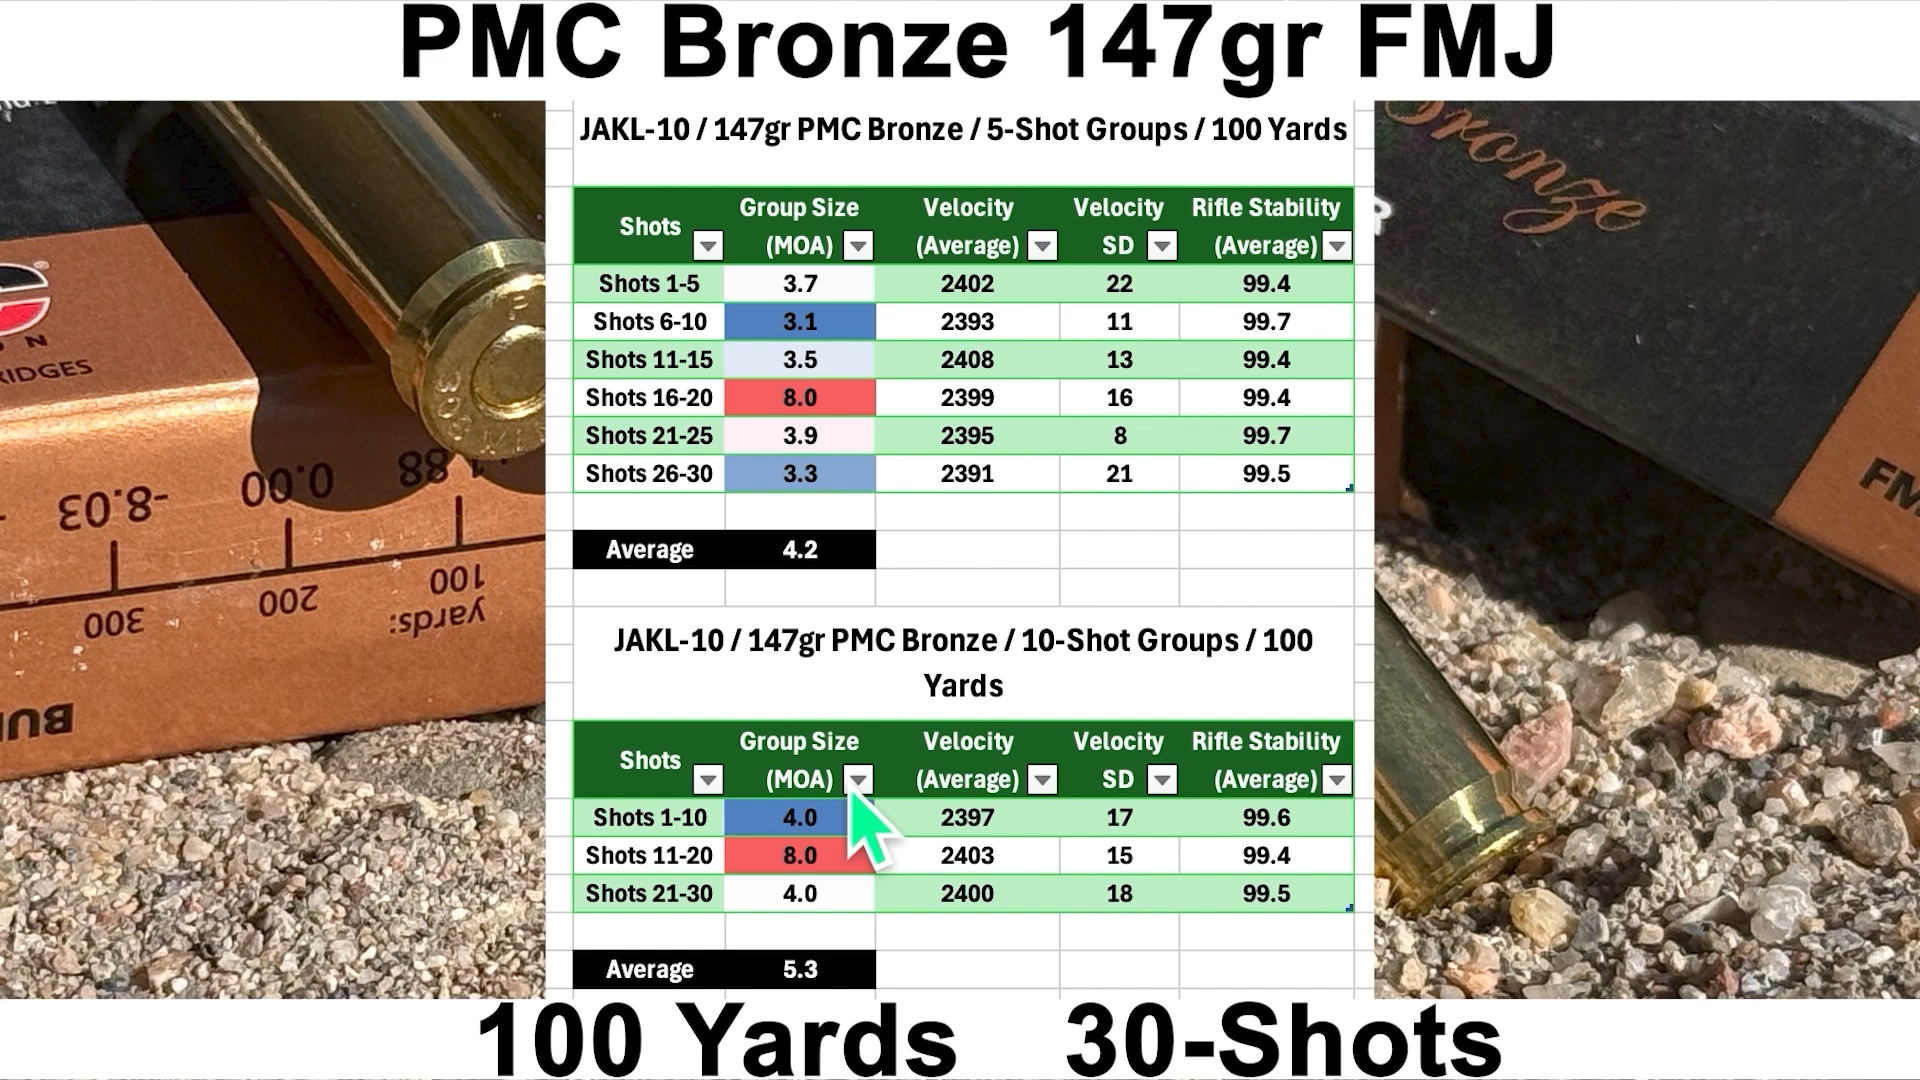 PMC Bronze 147gr FMJ
JAKL-10 / 147gr PMC Bronze / 5-Shot Groups / 100 Yards
Shots Group Size (MOA) Velocity (Average) Velocity SD Rifle Stability (Average)
Shots 1-5 3.7 2402 22 99.4
Shots 6-10 3.1 2393 11 99.7
Shots 11-15 3.5 2408 13 99.4
Shots 16-20 8.0 2399 16 99.4
Shots 21-25 3.9 2395 8 99.7
Shots 26-30 3.3 2391 21 99.5
Average 4.2
JAKL-10 / 147gr PMC Bronze / 10-Shot Groups / 100
Yards
Shots Group Size (MOA) Velocity (Average) Velocity SD Rifle Stability (Average)
Shots 1-10 4.0 2397 17 99.6
Shots 11-20 8.0 2403 15 99.4
Shots 21-30 4.0 2400 18 99.5
Average 5.3
100 Yards 30-Shots
Bronze
0.00 -8.03
yards: 100 200 300